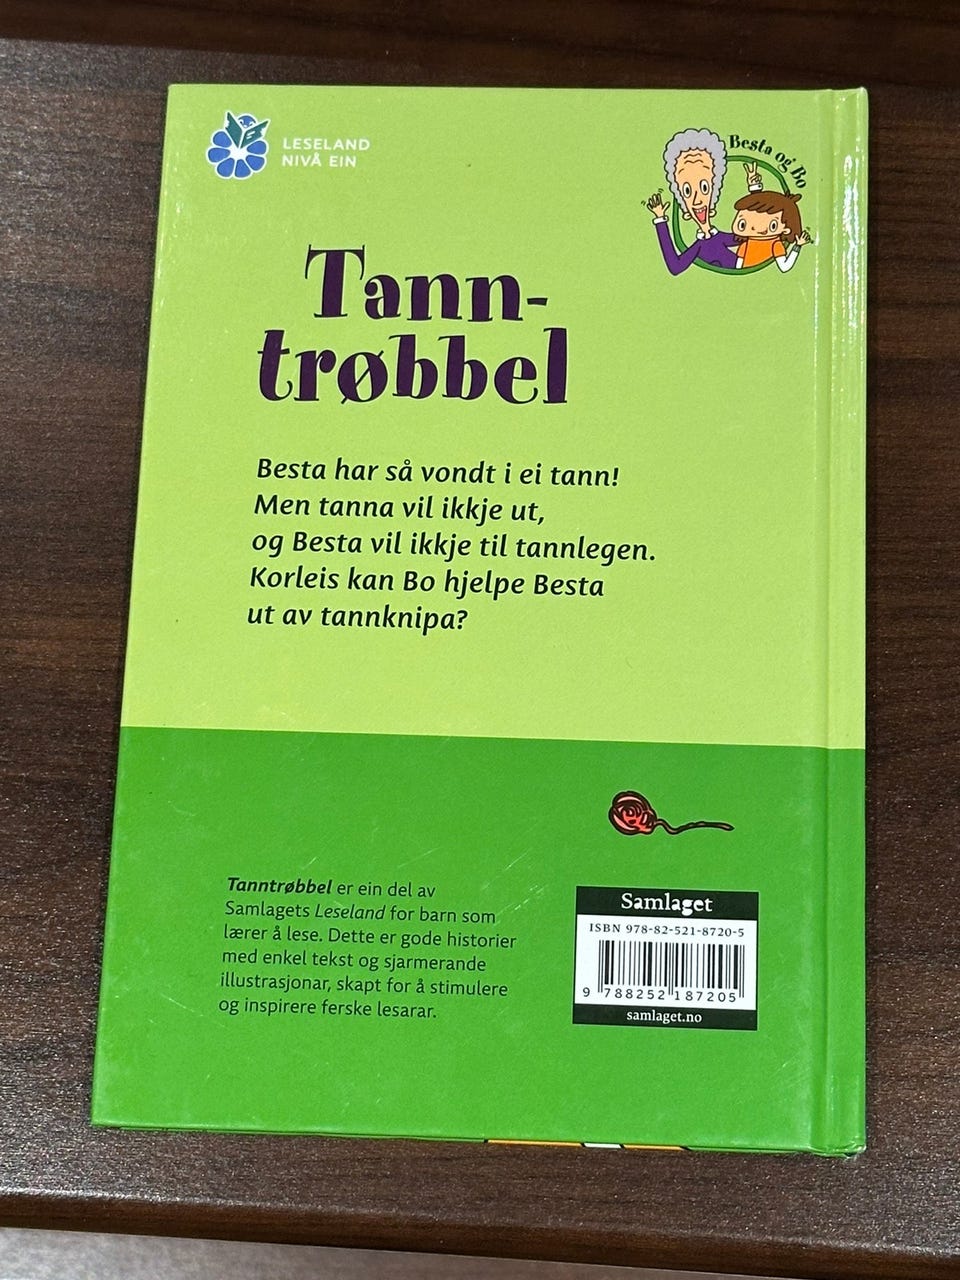 LESELAND
NIVÅ EIN
Besta og Bo
Tann-
trøbbel
Besta har så vondt i ei tann!
Men tanna vil ikkje ut,
og Besta vil ikkje til tannlegen.
Korleis kan Bo hjelpe Besta
ut av tannknipa?
Tanntrøbbel er ein del av
Samlagets Leseland for barn som
lærer å lese. Dette er gode historier
med enkel tekst og sjarmerande
illustrasjonar, skapt for å stimulere
og inspirere ferske lesarar.
Samlaget
ISBN 978-82-521-8720-5
9 788252 187205
samlaget.no